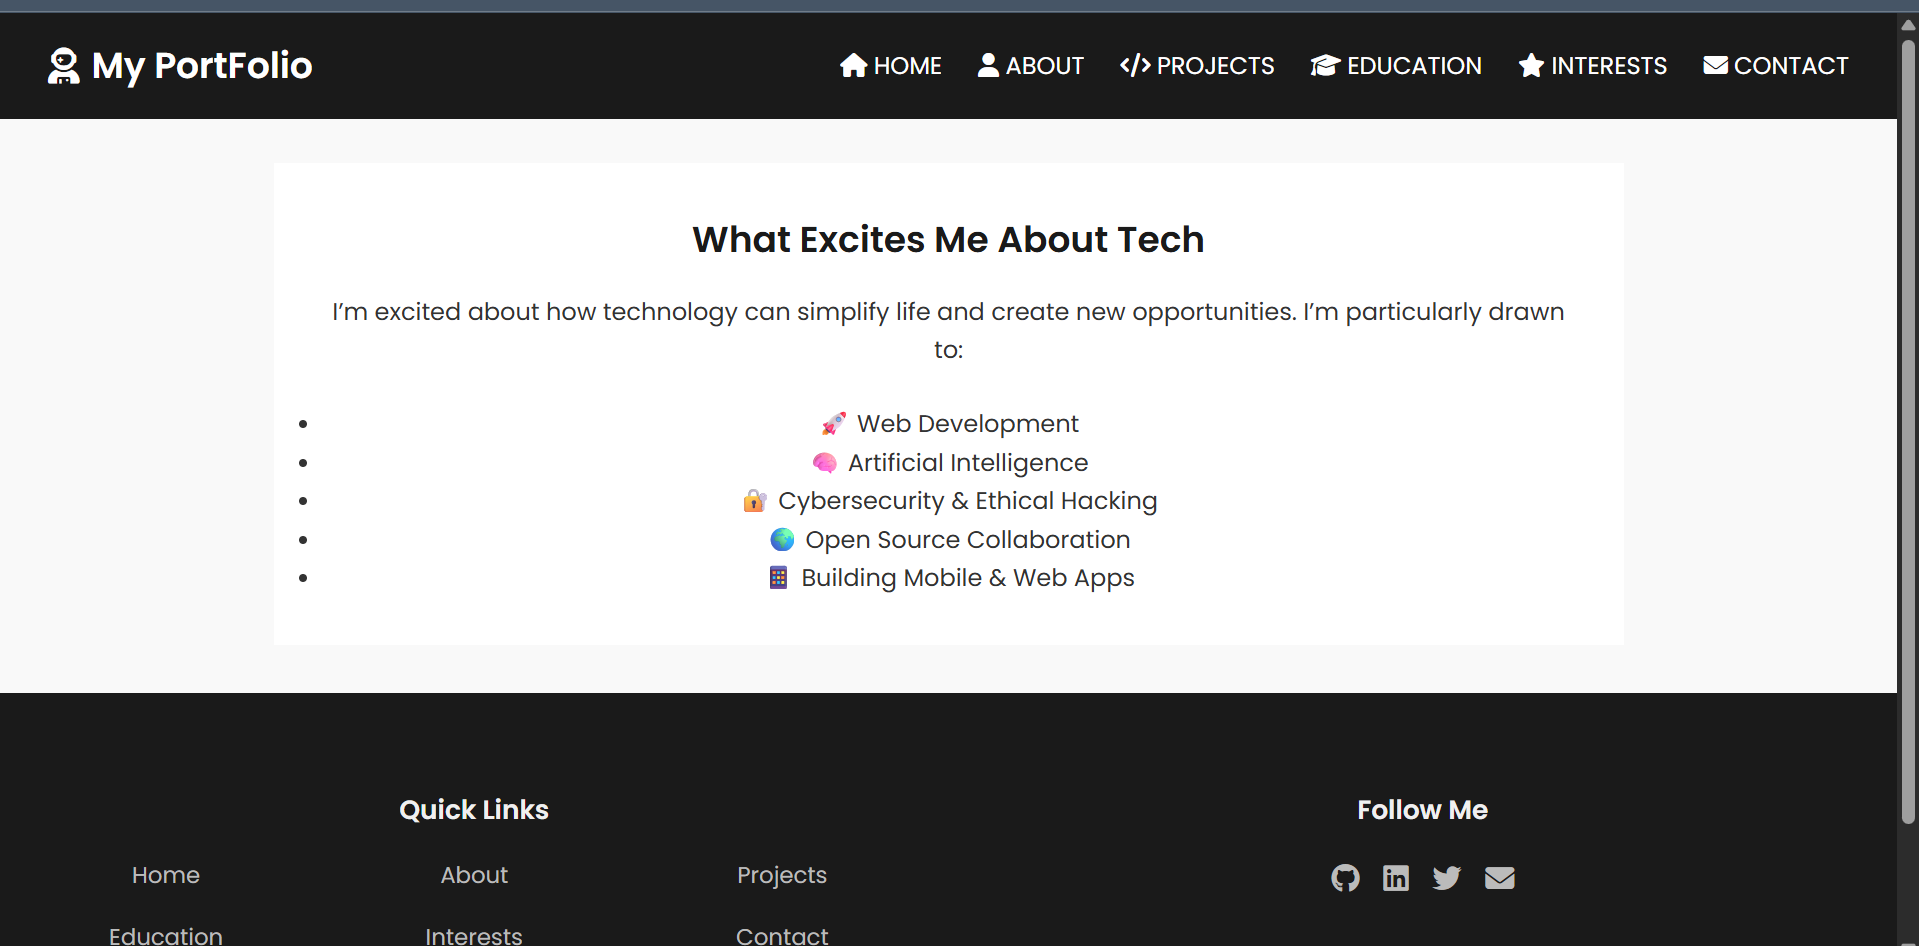 My PortFolio
HOME ABOUT PROJECTS EDUCATION INTERESTS CONTACT
What Excites Me About Tech
I’m excited about how technology can simplify life and create new opportunities. I’m particularly drawn
to:
• 🚀 Web Development
• 🧠 Artificial Intelligence
• 🔐 Cybersecurity & Ethical Hacking
• 🌍 Open Source Collaboration
• 📱 Building Mobile & Web Apps
Quick Links
Home About Projects
Education Interests Contact
Follow Me